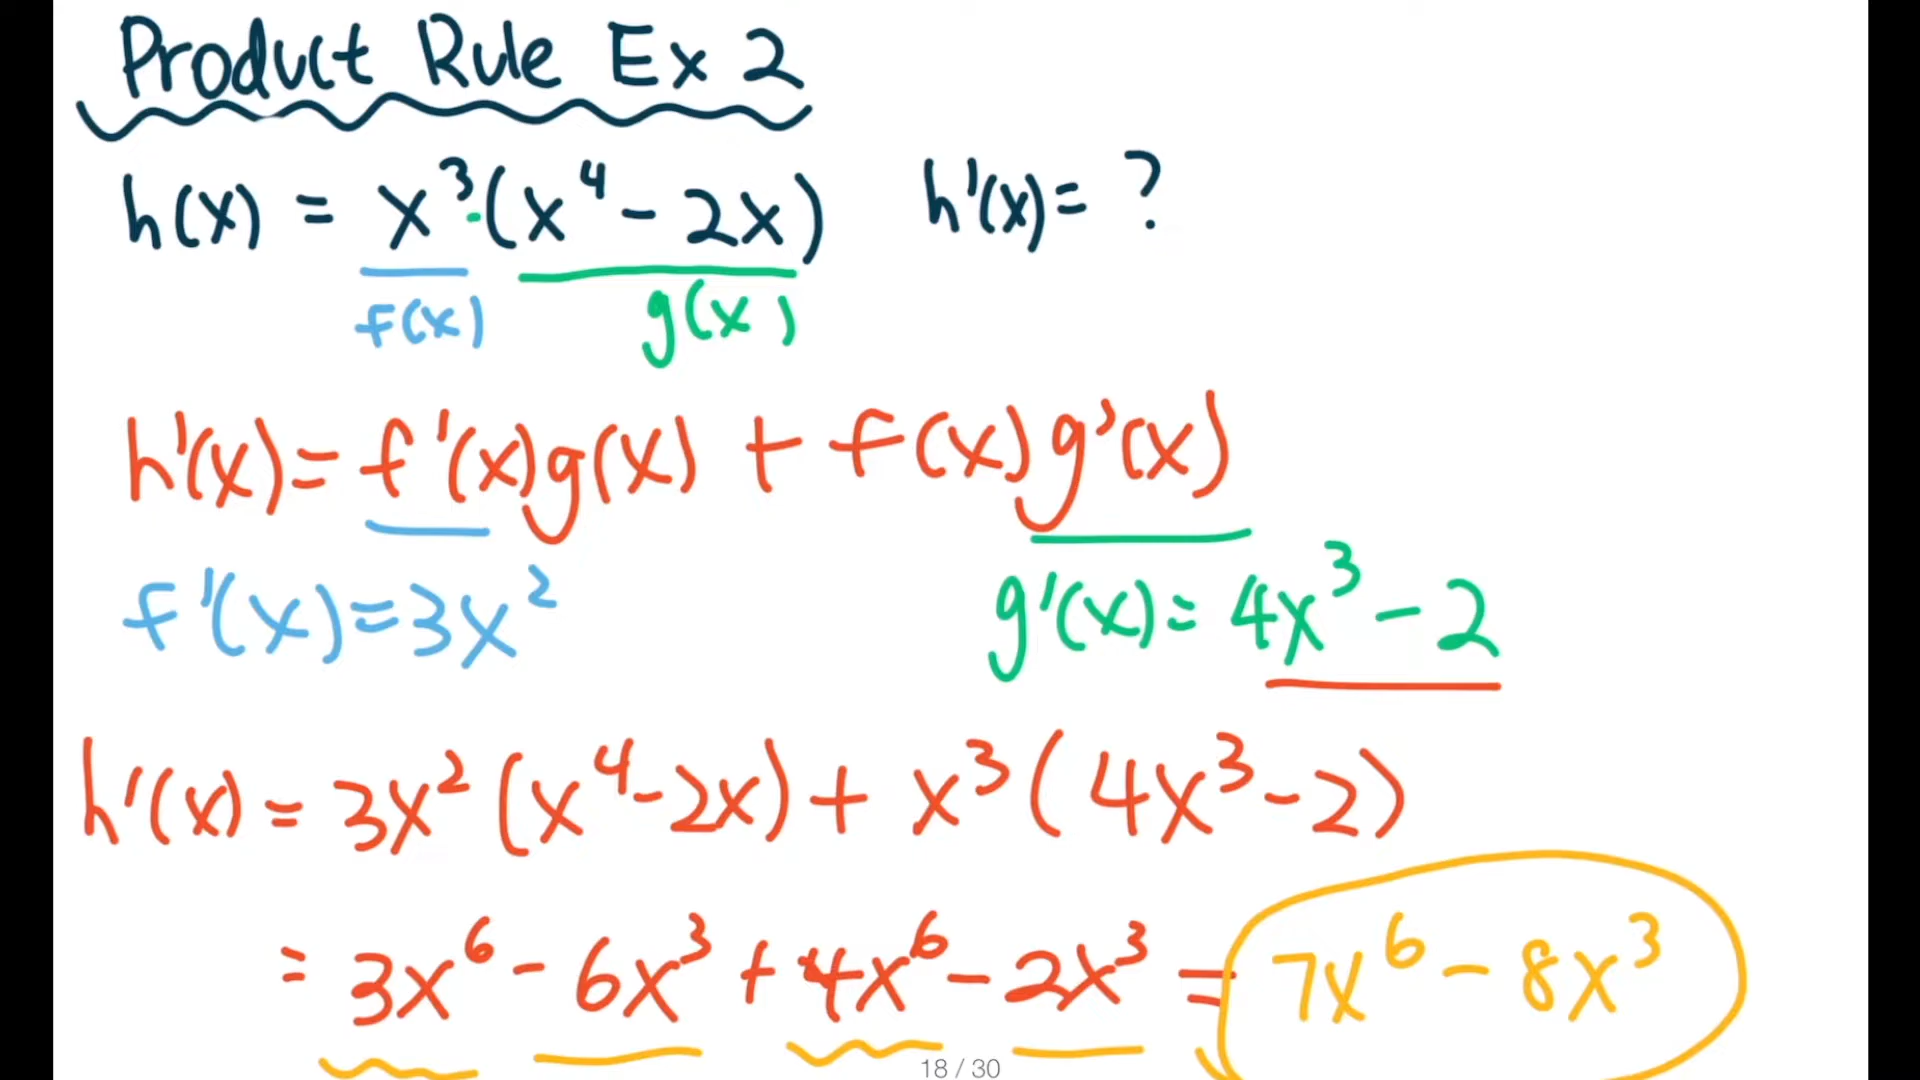 Product Rule Ex 2
h(x) = x³·(x⁴ - 2x) h'(x) = ?
f(x) g(x)
h'(x) = f'(x)g(x) + f(x)g'(x)
f'(x) = 3x² g'(x) = 4x³ - 2
h'(x) = 3x² (x⁴ - 2x) + x³ (4x³ - 2)
= 3x⁶ - 6x³ + 4x⁶ - 2x³ = 7x⁶ - 8x³
18 / 30